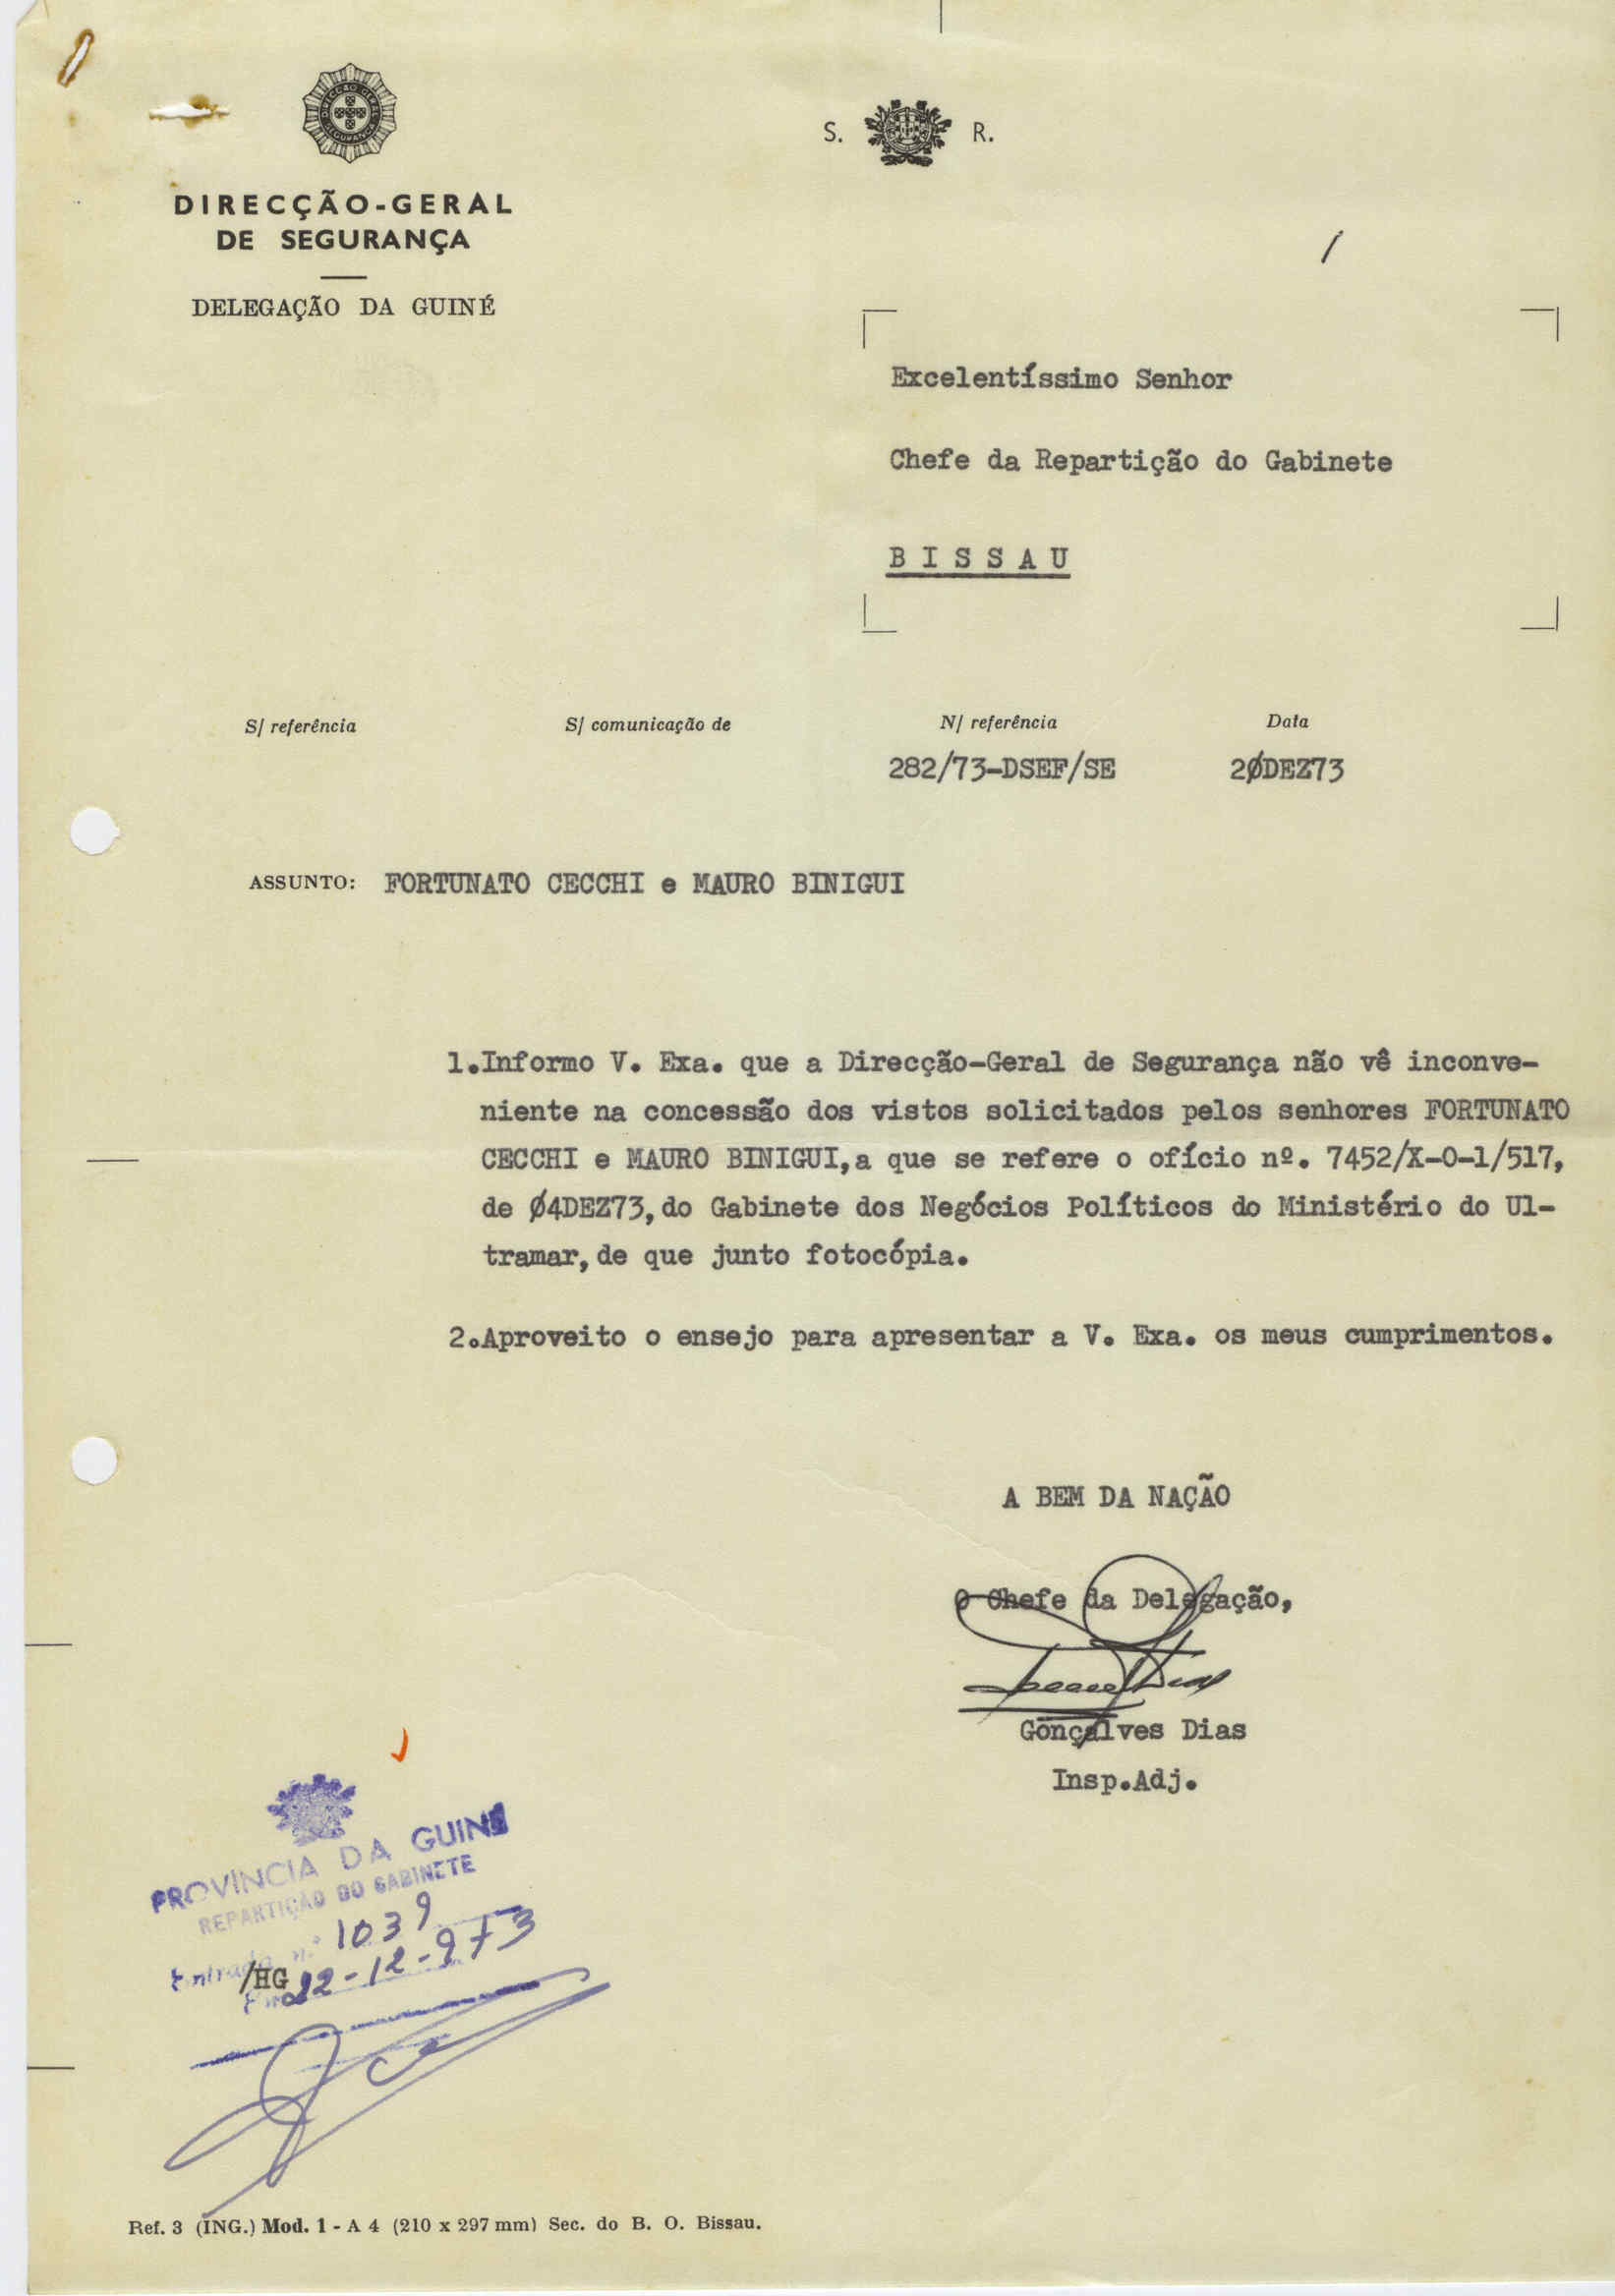 DIRECÇÃO-GERAL
DE SEGURANÇA
DELEGAÇÃO DA GUINÉ
S. R.
1
Excelentíssimo Senhor
Chefe da Repartição do Gabinete
BISSAU
S/ referência S/ comunicação de N/ referência Data
282/73-DSEF/SE 2ØDEZ73
ASSUNTO: FORTUNATO CECCHI e MAURO BINIGUI
1.Informo V. Exa. que a Direcção-Geral de Segurança não vê inconve-
niente na concessão dos vistos solicitados pelos senhores FORTUNATO
CECCHI e MAURO BINIGUI,a que se refere o ofício nº. 7452/X-O-1/517,
de Ø4DEZ73,do Gabinete dos Negócios Políticos do Ministério do Ul-
tramar,de que junto fotocópia.
2.Aproveito o ensejo para apresentar a V. Exa. os meus cumprimentos.
A BEM DA NAÇÃO
O Chefe da Delegação,
Gonçalves Dias
Insp.Adj.
PROVINCIA DA GUINÉ
REPARTIÇÃO DO GABINETE
Entrada n.º 1039
/HG
Em 22-12-973
Ref. 3 (ING.) Mod. 1 - A 4 (210 x 297 mm) Sec. do B. O. Bissau.